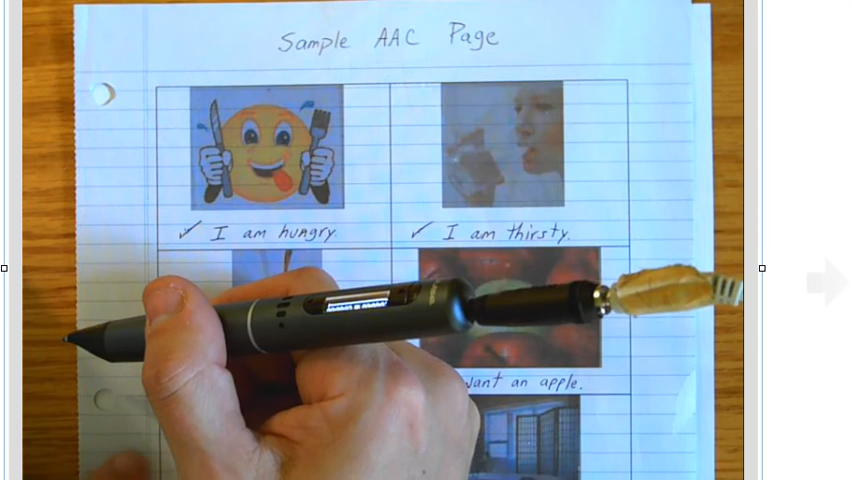 Sample AAC Page
✓ I am hungry.
✓ I am thirsty.
want an apple.